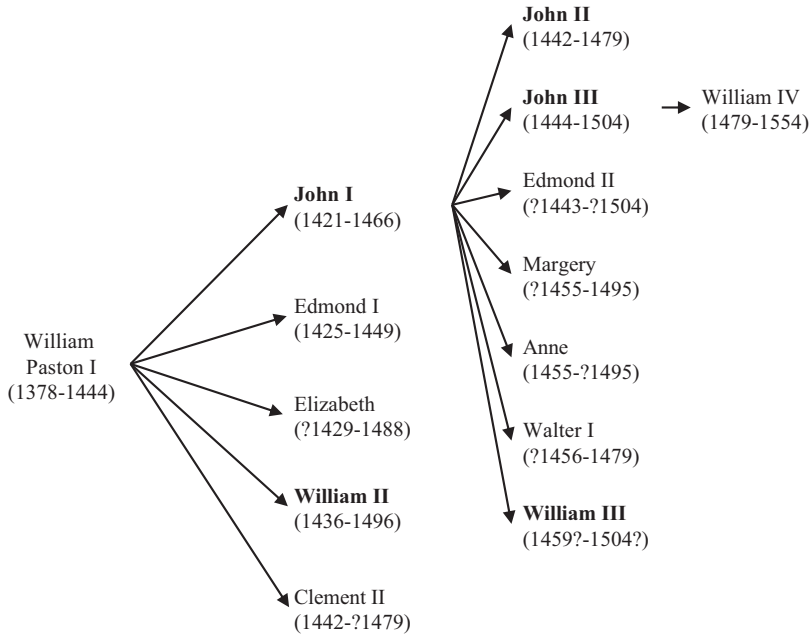 William
Paston I
(1378-1444)
John I
(1421-1466)
Edmond I
(1425-1449)
Elizabeth
(?1429-1488)
William II
(1436-1496)
Clement II
(1442-?1479)
John II
(1442-1479)
John III
(1444-1504)
William IV
(1479-1554)
Edmond II
(?1443-?1504)
Margery
(?1455-1495)
Anne
(1455-?1495)
Walter I
(?1456-1479)
William III
(1459?-1504?)